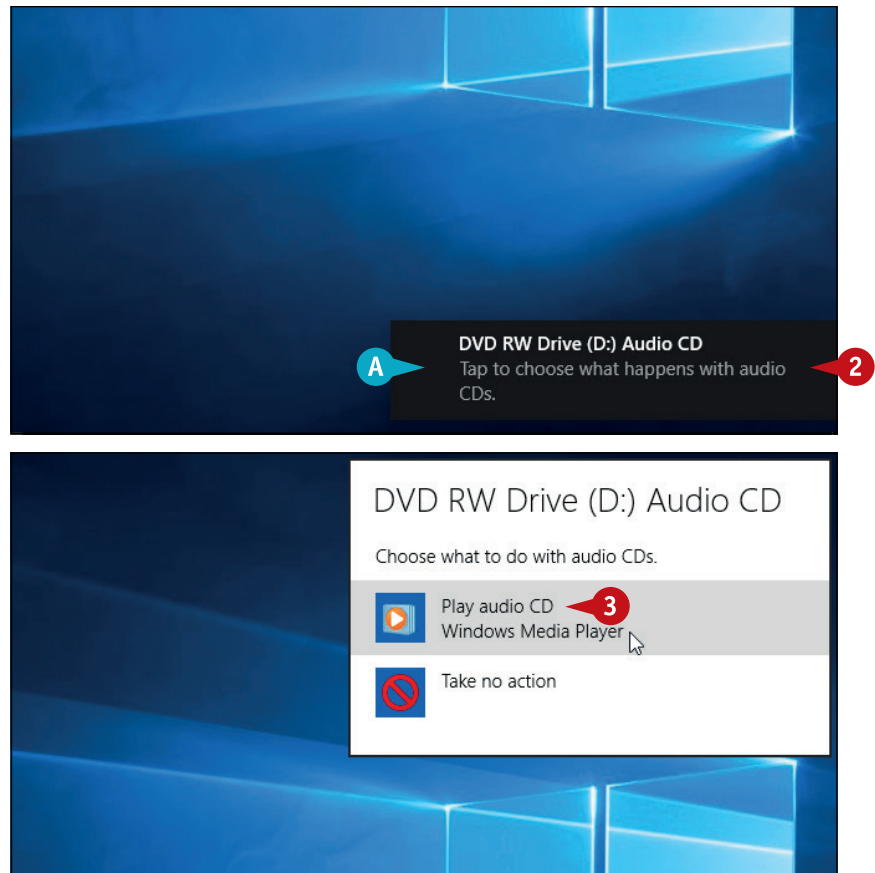 DVD RW Drive (D:) Audio CD
A
Tap to choose what happens with audio
2
CDs.
DVD RW Drive (D:) Audio CD
Choose what to do with audio CDs.
Play audio CD
3
Windows Media Player
Take no action